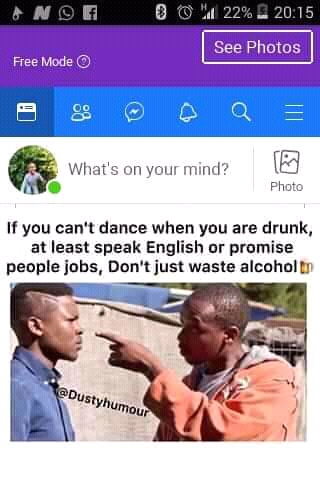 22% 20:15
See Photos
Free Mode ?
What's on your mind?
Photo
If you can't dance when you are drunk,
at least speak English or promise
people jobs, Don't just waste alcohol
@Dustyhumour